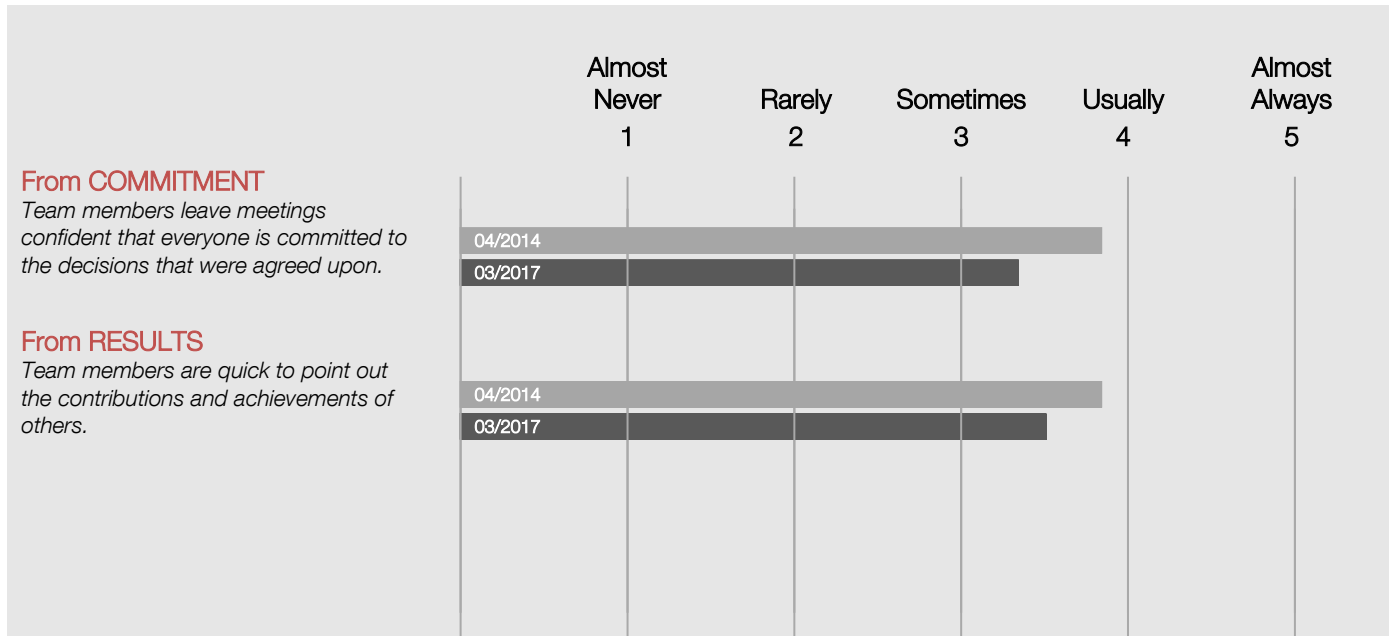 Almost
Never
Rarely
Sometimes
Usually
Almost
Always
1
2
3
4
5
From COMMITMENT
Team members leave meetings
confident that everyone is committed to
the decisions that were agreed upon.
04/2014
03/2017
From RESULTS
Team members are quick to point out
the contributions and achievements of
others.
04/2014
03/2017